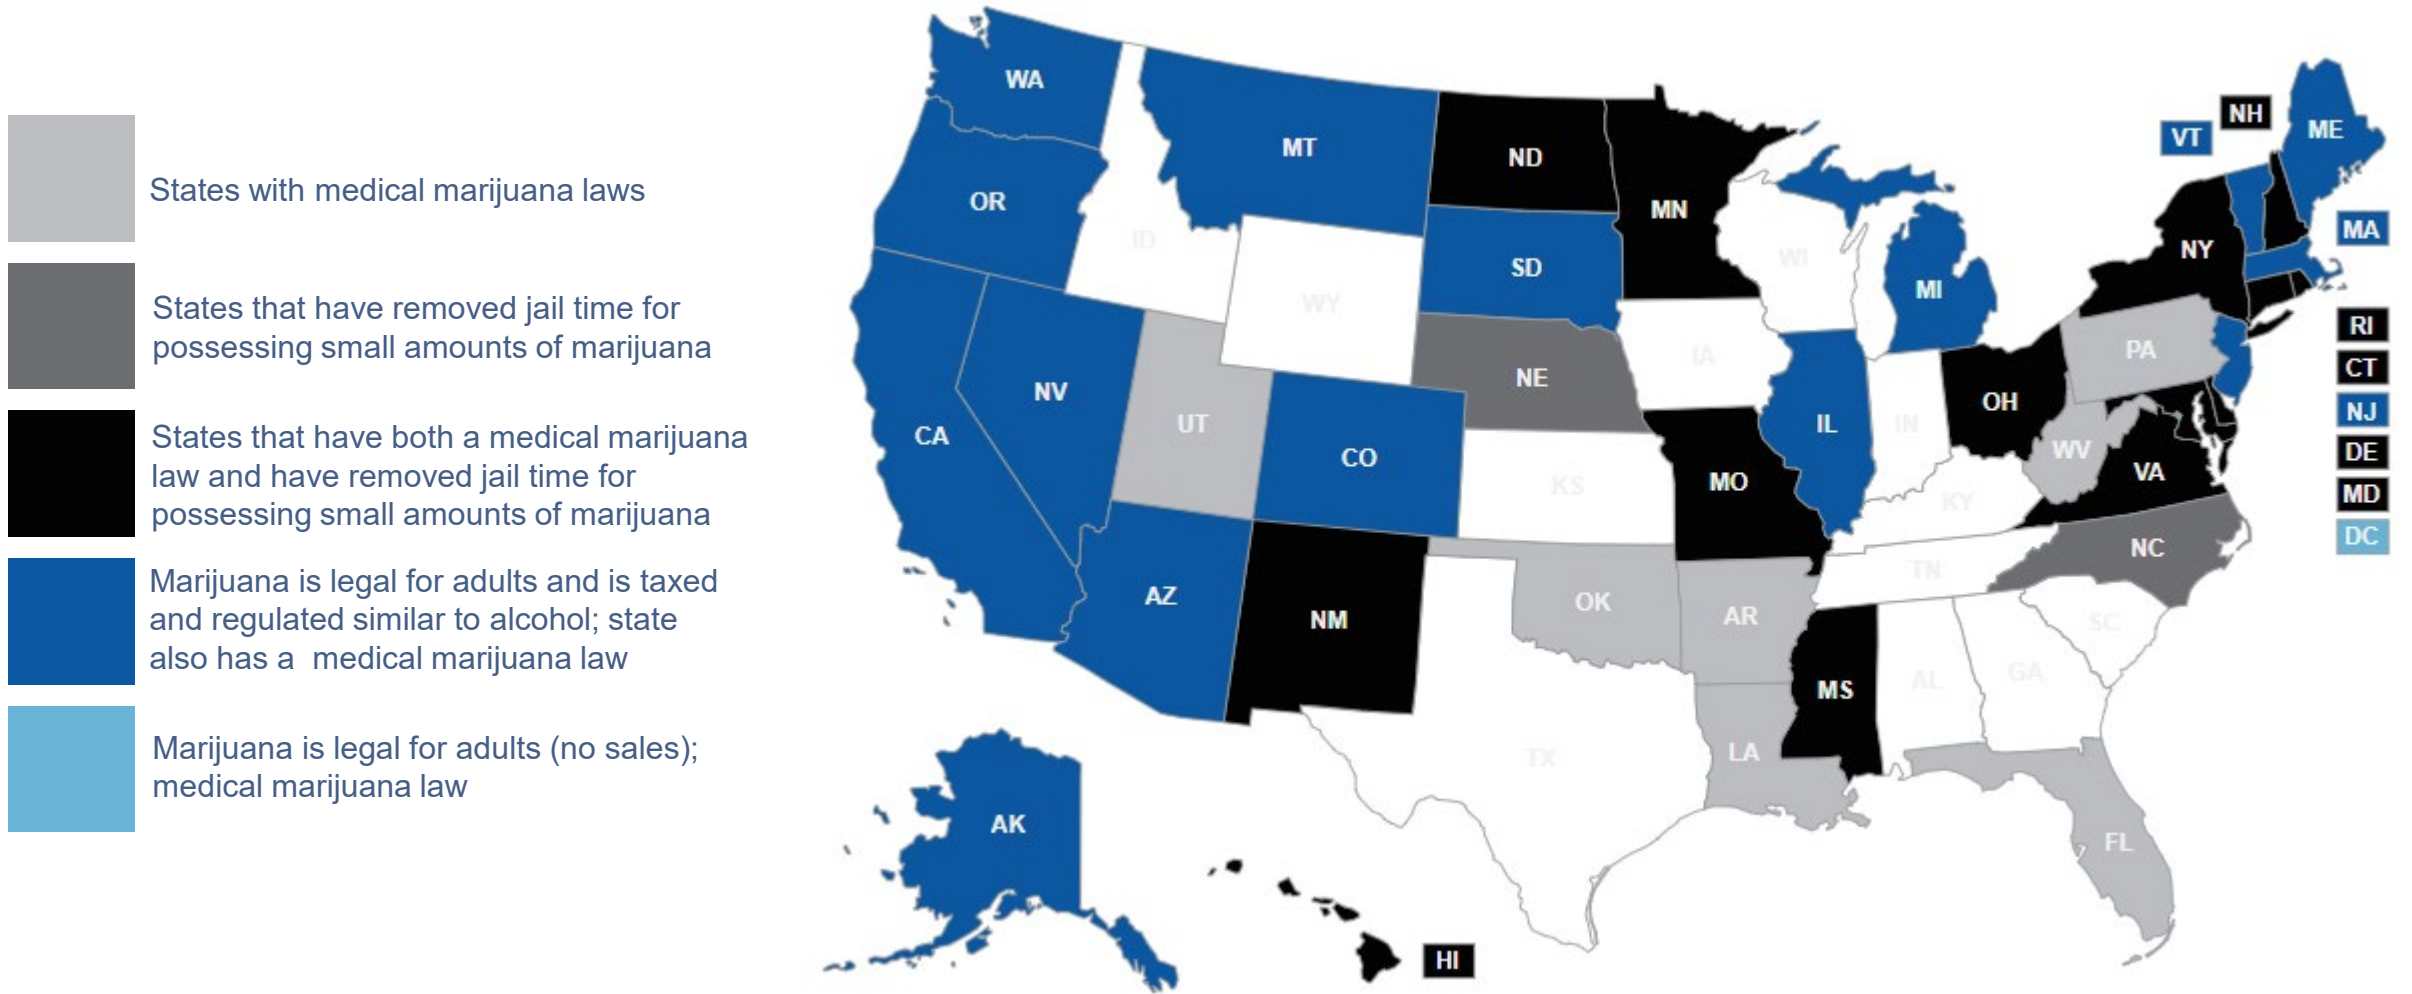 States with medical marijuana laws
States that have removed jail time for
possessing small amounts of marijuana
States that have both a medical marijuana
law and have removed jail time for
possessing small amounts of marijuana
Marijuana is legal for adults and is taxed
and regulated similar to alcohol; state
also has a medical marijuana law
Marijuana is legal for adults (no sales);
medical marijuana law
WA
MT
ND
MN
VT
NH
ME
OR
ID
WY
SD
WI
MI
NY
MA
RI
CT
NJ
DE
MD
DC
CA
NV
UT
CO
NE
KS
IA
MO
IL
IN
OH
PA
WV
VA
KY
NC
TN
SC
AZ
NM
OK
AR
TX
LA
MS
AL
GA
FL
AK
HI